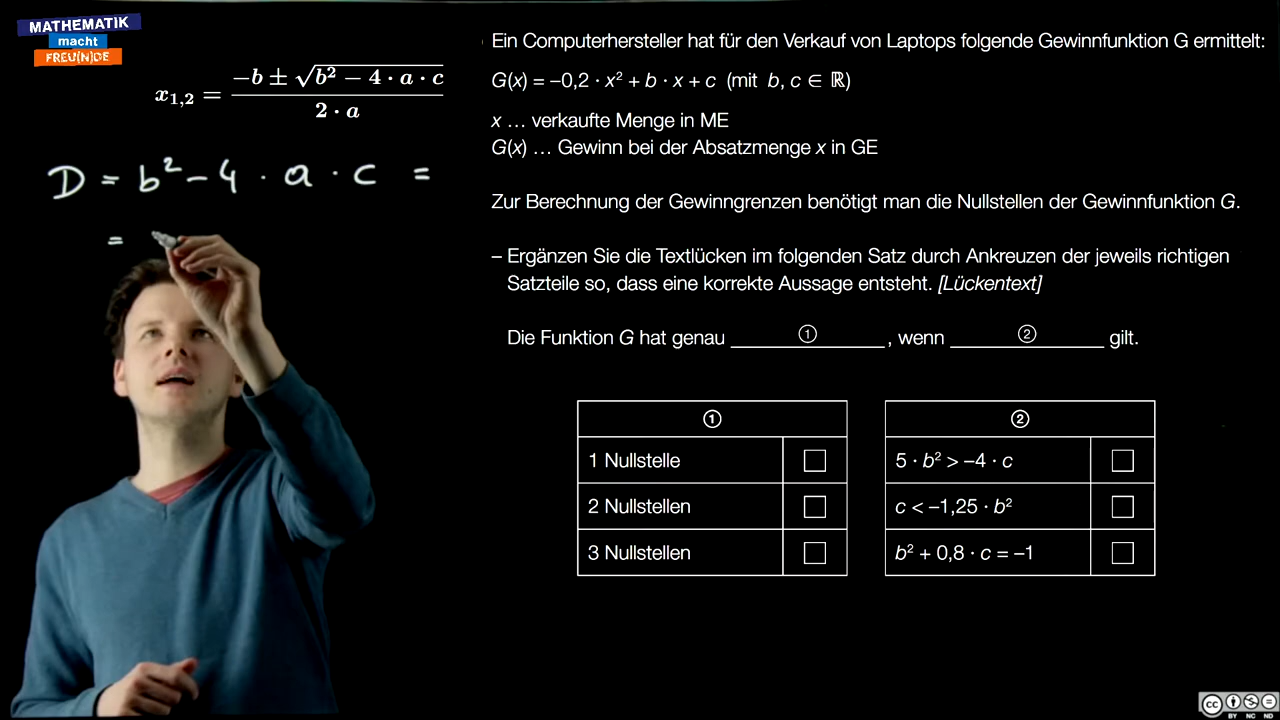 MATHEMATIK
macht
FREU(N)DE
x₁,₂ = (−b ± √(b² − 4 · a · c)) / (2 · a)
D = b² − 4 · a · c =
=
Ein Computerhersteller hat für den Verkauf von Laptops folgende Gewinnfunktion G ermittelt:
G(x) = −0,2 · x² + b · x + c (mit b, c ∈ ℝ)
x … verkaufte Menge in ME
G(x) … Gewinn bei der Absatzmenge x in GE
Zur Berechnung der Gewinngrenzen benötigt man die Nullstellen der Gewinnfunktion G.
– Ergänzen Sie die Textlücken im folgenden Satz durch Ankreuzen der jeweils richtigen
Satzteile so, dass eine korrekte Aussage entsteht. [Lückentext]
Die Funktion G hat genau ① , wenn ② gilt.
①
1 Nullstelle
2 Nullstellen
3 Nullstellen
②
5 · b² > −4 · c
c < −1,25 · b²
b² + 0,8 · c = −1
cc BY NC ND